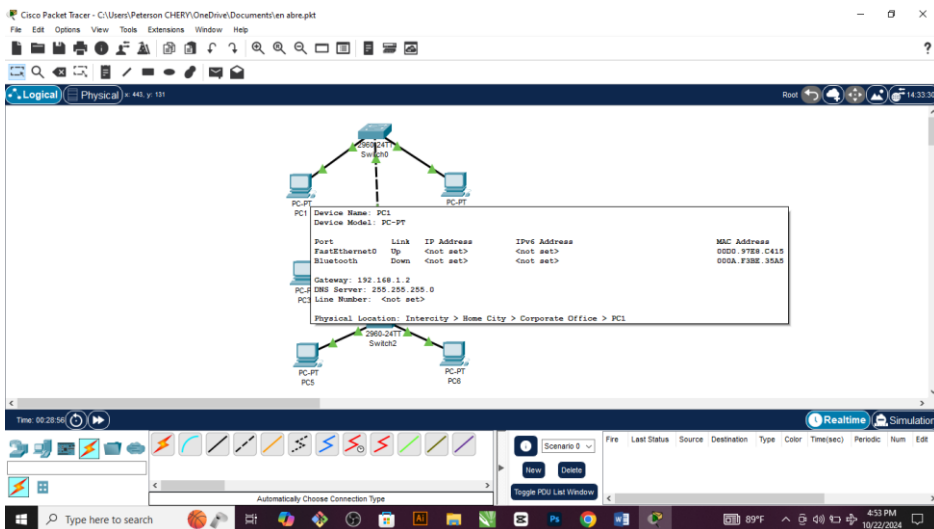 Cisco Packet Tracer - C:\Users\Peterson CHERY\OneDrive\Documents\en abre.pkt
File Edit Options View Tools Extensions Window Help
?
Logical Physical x: 443, y: 131 Root 14:33:30
2960-24TT
Switch0
PC-PT PC-PT
PC1
Device Name: PC1
Device Model: PC-PT
Port Link IP Address IPv6 Address MAC Address
FastEthernet0 Up <not set> <not set> 00D0.97E8.C415
Bluetooth Down <not set> <not set> 000A.F3BE.35A5
Gateway: 192.168.1.2
DNS Server: 255.255.255.0
Line Number: <not set>
Physical Location: Intercity > Home City > Corporate Office > PC1
2960-24TT
Switch2
PC-PT PC-PT
PC5 PC6
Time: 00:28:56 Realtime Simulation
Scenario 0 Fire Last Status Source Destination Type Color Time(sec) Periodic Num Edit
New Delete
Toggle PDU List Window
Automatically Choose Connection Type
Type here to search 89°F 4:53 PM
10/22/2024